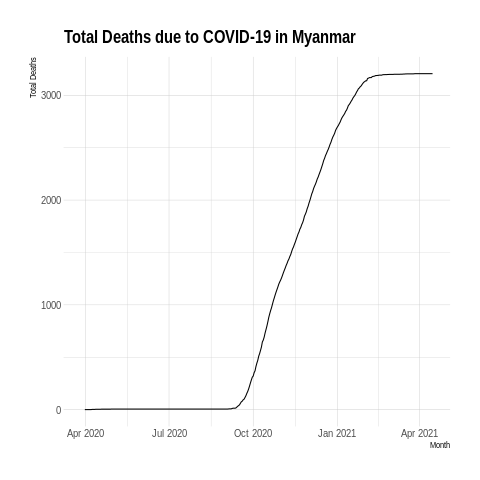 Total Deaths due to COVID-19 in Myanmar
Total Deaths
3000
2000
1000
0
Apr 2020 Jul 2020 Oct 2020 Jan 2021 Apr 2021
Month